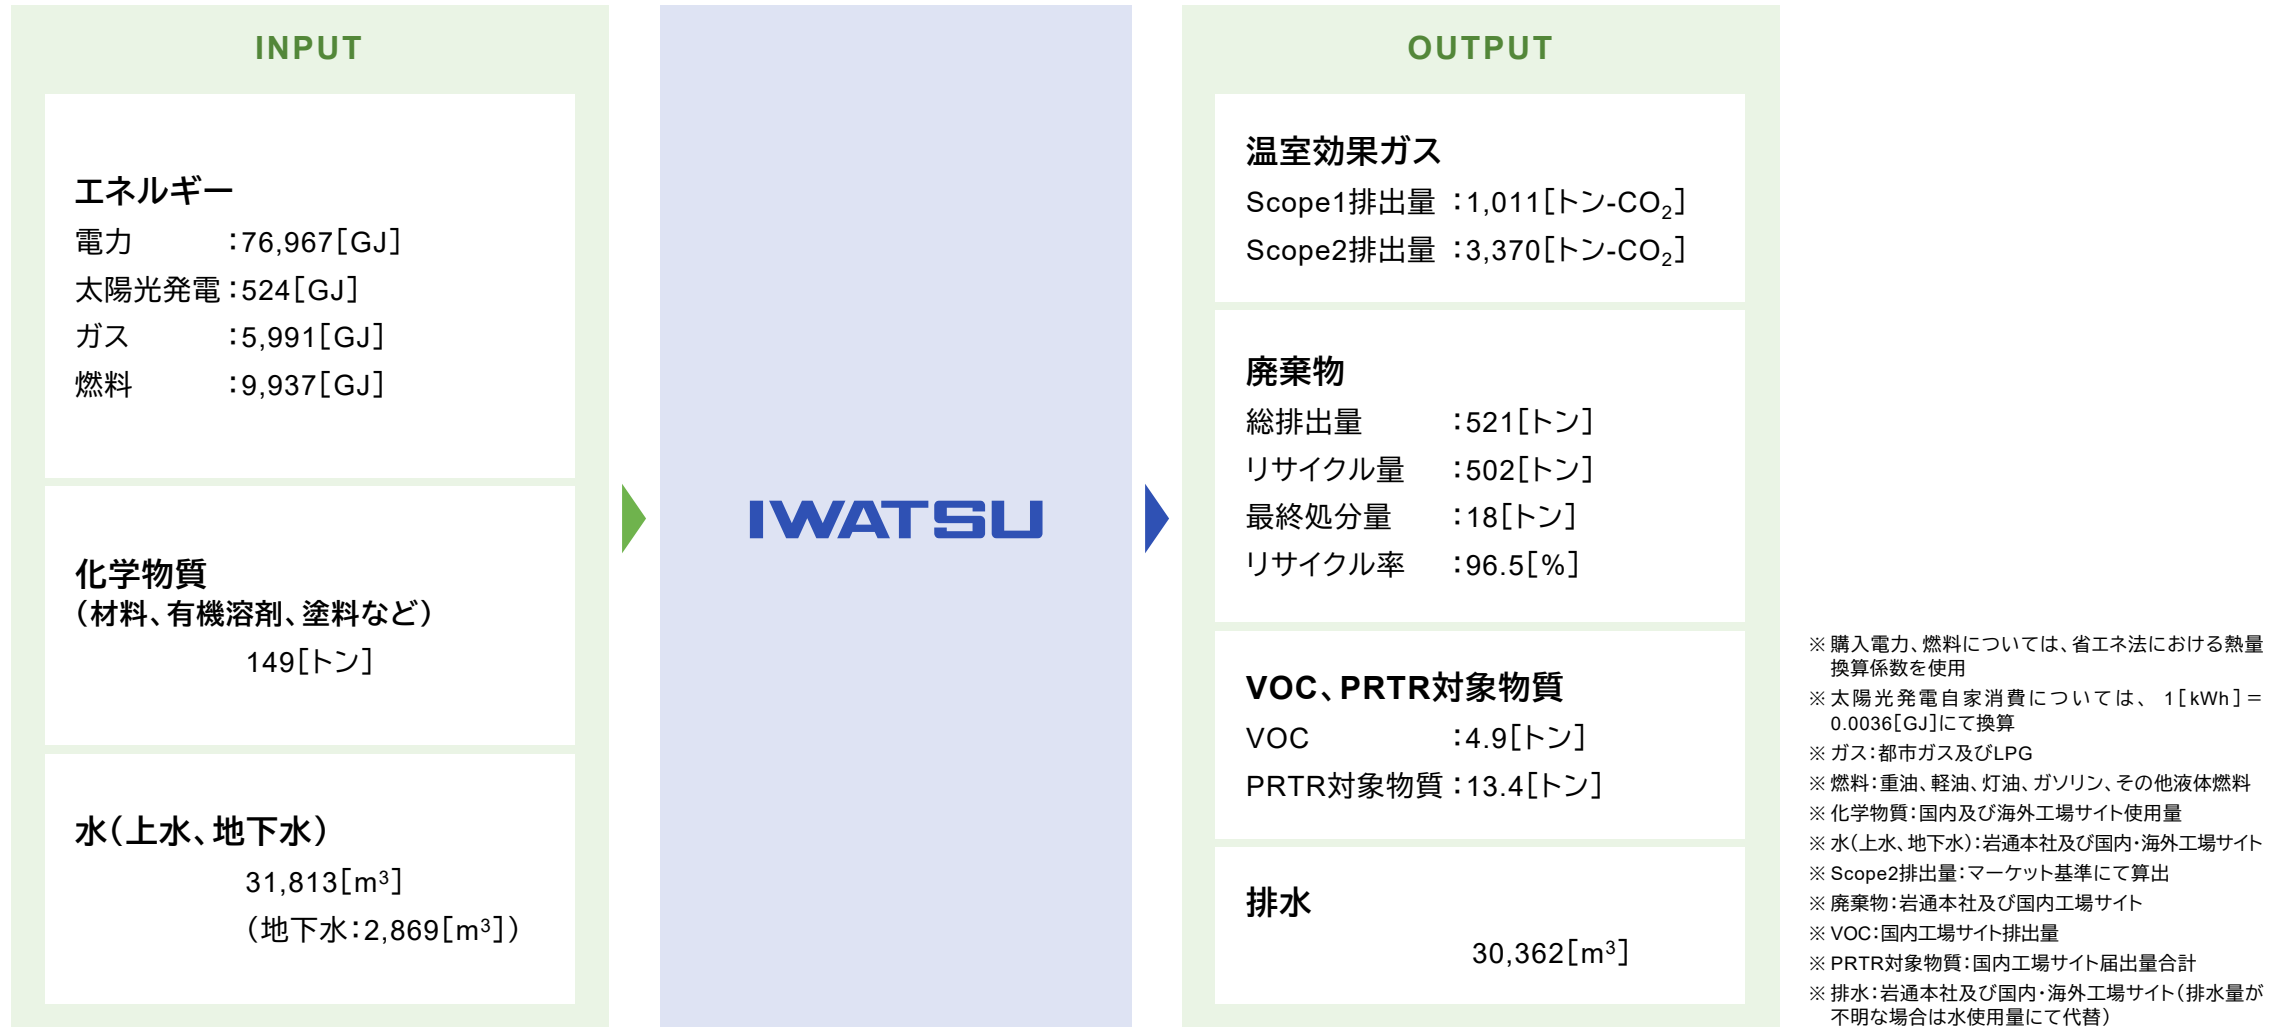 INPUT
エネルギー
電力 :76,967[GJ]
太陽光発電:524[GJ]
ガス :5,991[GJ]
燃料 :9,937[GJ]
化学物質
(材料、有機溶剤、塗料など)
149[トン]
水(上水、地下水)
31,813[m³]
(地下水:2,869[m³])
IWATSU
OUTPUT
温室効果ガス
Scope1排出量 :1,011[トン-CO₂]
Scope2排出量 :3,370[トン-CO₂]
廃棄物
総排出量 :521[トン]
リサイクル量 :502[トン]
最終処分量 :18[トン]
リサイクル率 :96.5[%]
VOC、PRTR対象物質
VOC :4.9[トン]
PRTR対象物質:13.4[トン]
排水
30,362[m³]
※購入電力、燃料については、省エネ法における熱量
換算係数を使用
※太陽光発電自家消費については、1[kWh]=
0.0036[GJ]にて換算
※ガス:都市ガス及びLPG
※燃料:重油、軽油、灯油、ガソリン、その他液体燃料
※化学物質:国内及び海外工場サイト使用量
※水(上水、地下水):岩通本社及び国内・海外工場サイト
※Scope2排出量:マーケット基準にて算出
※廃棄物:岩通本社及び国内工場サイト
※VOC:国内工場サイト排出量
※PRTR対象物質:国内工場サイト届出量合計
※排水:岩通本社及び国内・海外工場サイト(排水量が
不明な場合は水使用量にて代替)